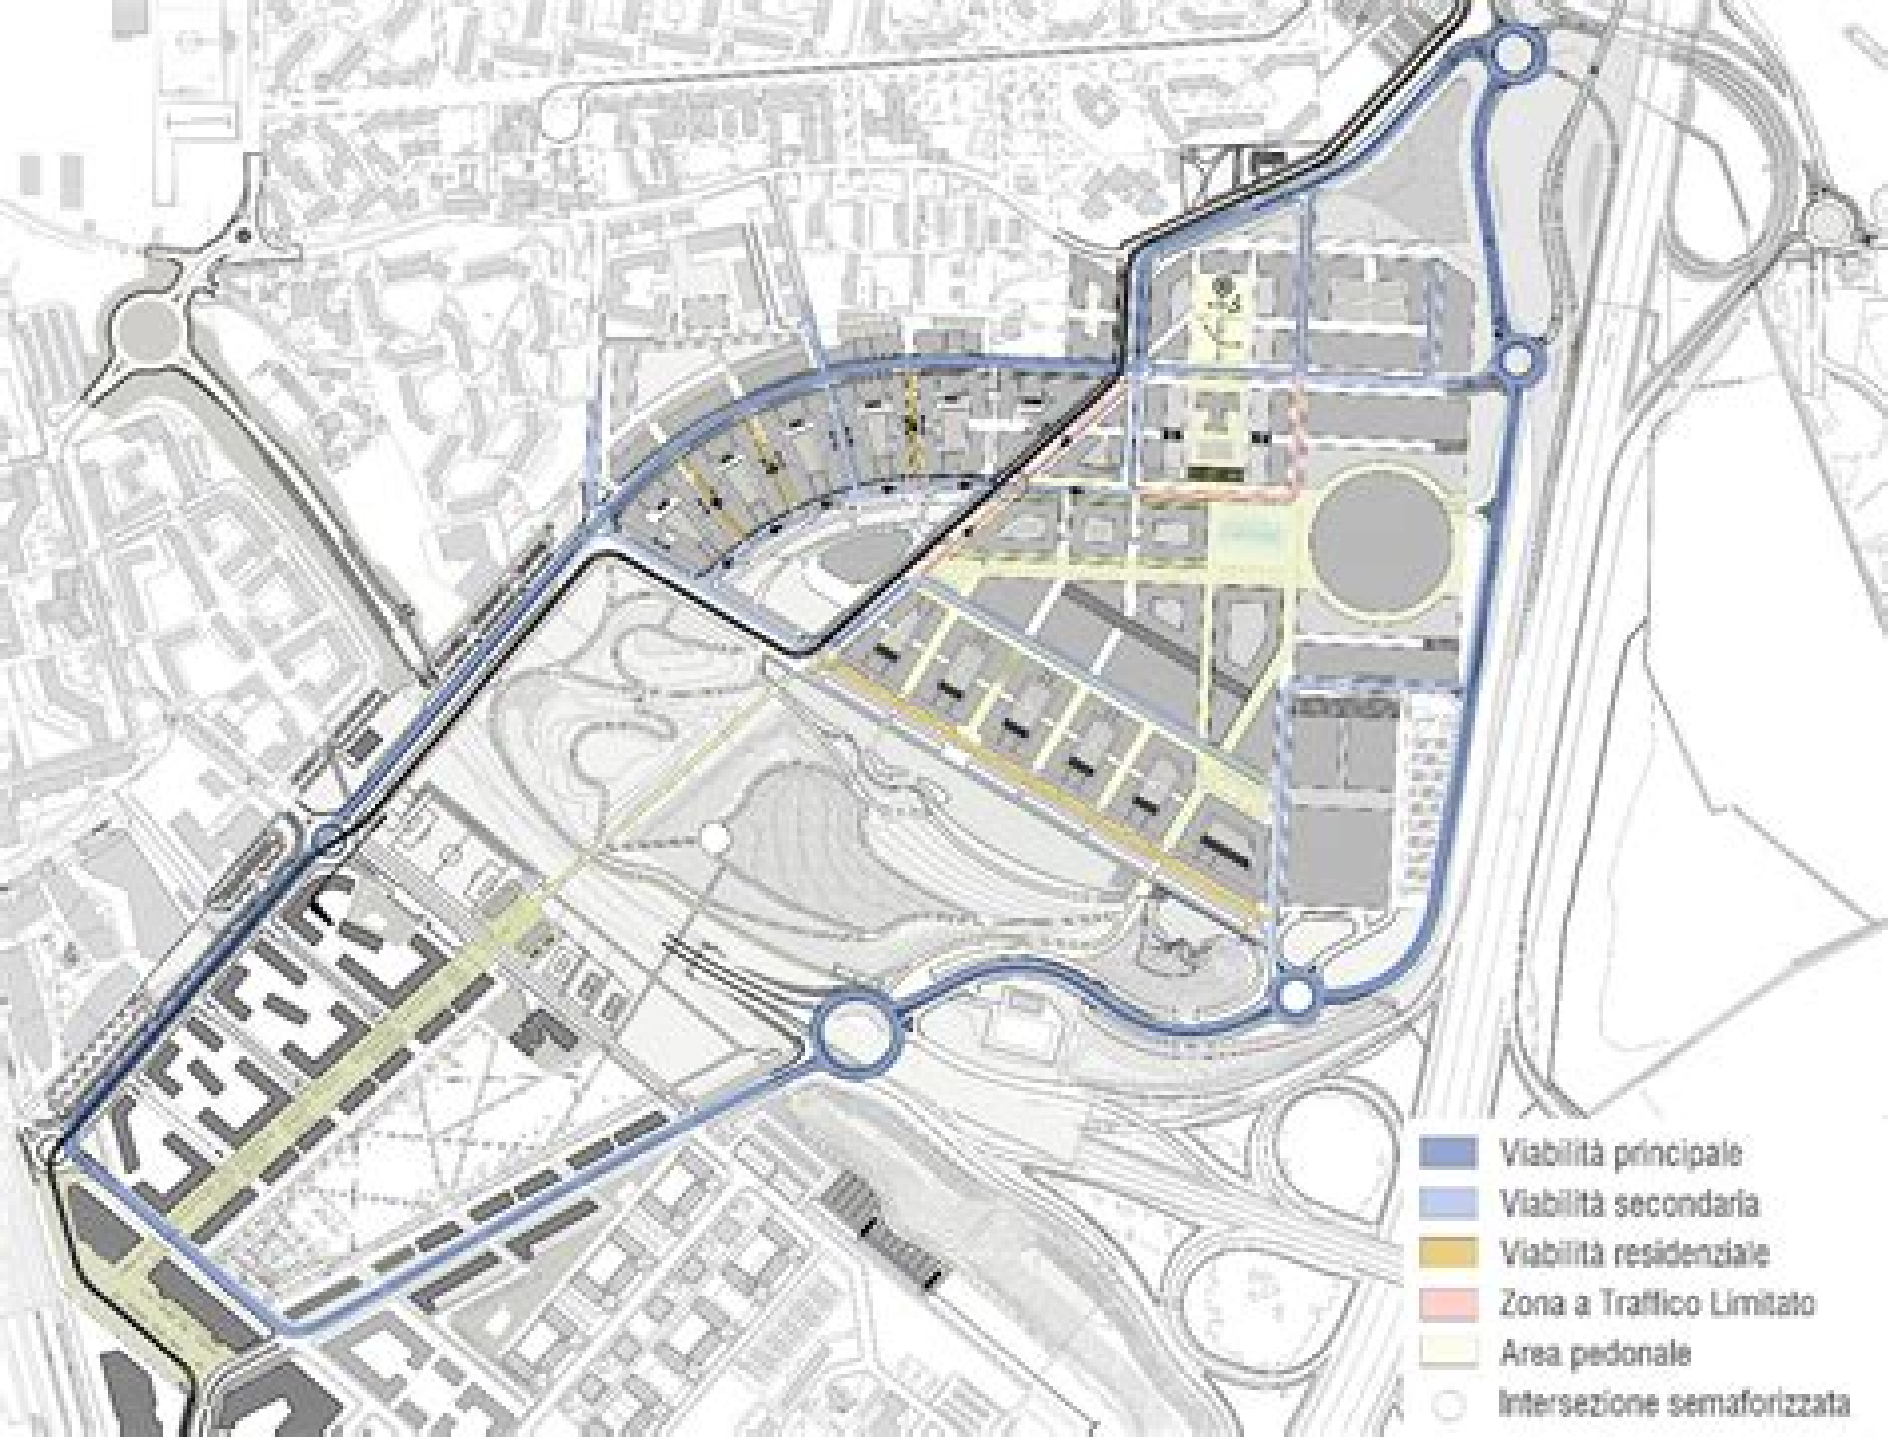 Viabilità principale
Viabilità secondaria
Viabilità residenziale
Zona a Traffico Limitato
Area pedonale
Intersezione semaforizzata